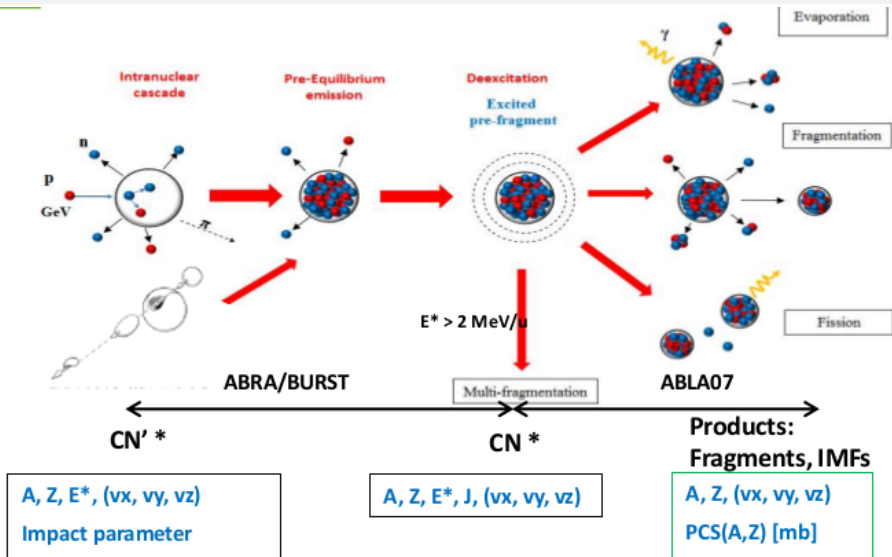 Evaporation
γ
Intranuclear
cascade
Pre-Equilibrium
emission
Deexcitation
Excited
pre-fragment
n
Fragmentation
p
GeV
π
E* > 2 MeV/u
Fission
ABRA/BURST
Multi-fragmentation
ABLA07
CN' *
CN *
Products:
Fragments, IMFs
A, Z, E*, (vx, vy, vz)
Impact parameter
A, Z, E*, J, (vx, vy, vz)
A, Z, (vx, vy, vz)
PCS(A,Z) [mb]